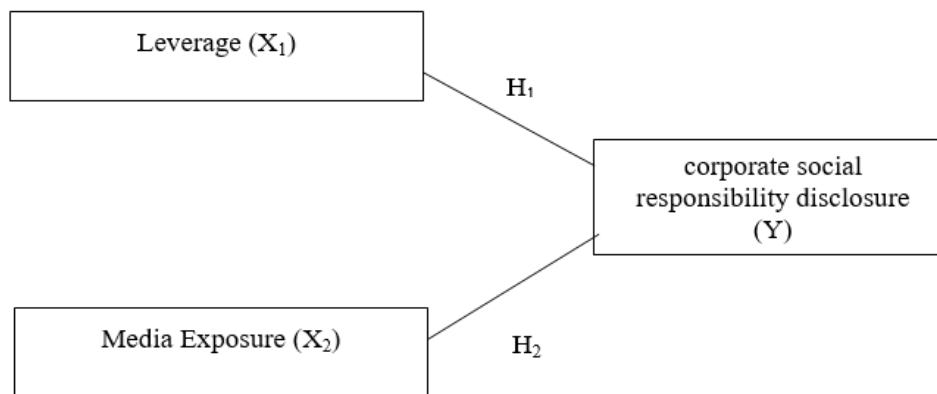 Leverage (X₁)
H₁
corporate social
responsibility disclosure
(Y)
Media Exposure (X₂)
H₂